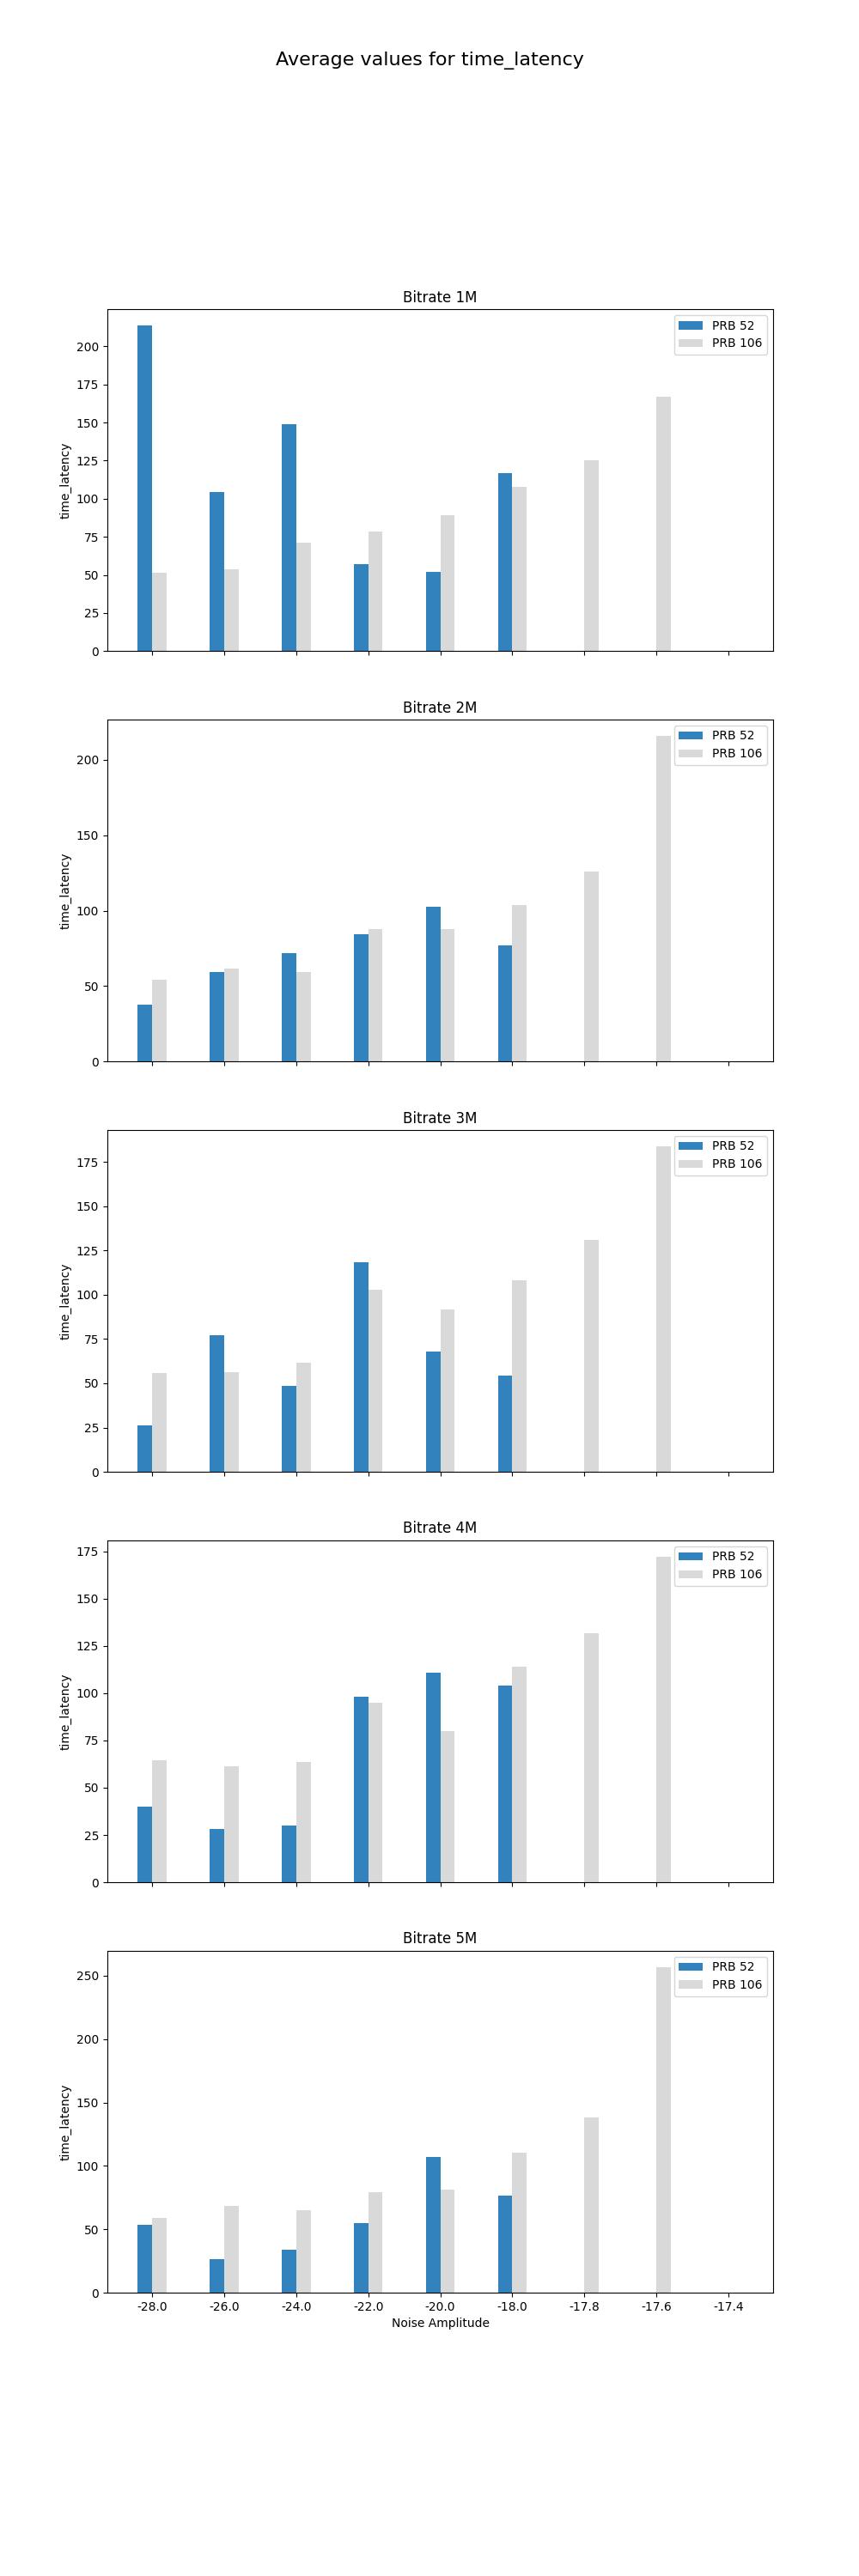 Average values for time_latency
Bitrate 1M
PRB 52
PRB 106
time_latency
200
175
150
125
100
75
50
25
0
Bitrate 2M
PRB 52
PRB 106
time_latency
200
150
100
50
0
Bitrate 3M
PRB 52
PRB 106
time_latency
175
150
125
100
75
50
25
0
Bitrate 4M
PRB 52
PRB 106
time_latency
175
150
125
100
75
50
25
0
Bitrate 5M
PRB 52
PRB 106
time_latency
250
200
150
100
50
0
-28.0 -26.0 -24.0 -22.0 -20.0 -18.0 -17.8 -17.6 -17.4
Noise Amplitude